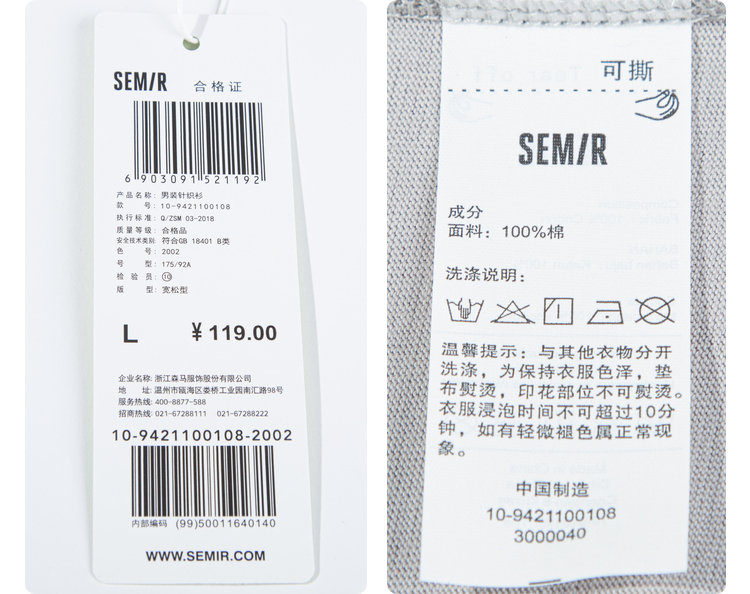 SEMIR 合格证
6 903091 521192
产品名称: 男装针织衫
款 号: 10-9421100108
执行标准: Q/ZSM 03-2018
质量等级: 合格品
安全技术类别: 符合GB 18401 B类
色 号: 2002
号 型: 175/92A
检 验 员: ⑩
版 型: 宽松型
L ¥ 119.00
企业名称: 浙江森马服饰股份有限公司
地 址: 温州市瓯海区娄桥工业园南汇路98号
服务热线: 400-8877-588
招商热线: 021-67288111 021-67288222
10-9421100108-2002
内部编码 (99)50011640140
WWW.SEMIR.COM
可撕
SEMIR
成分
面料: 100%棉
洗涤说明:
温馨提示: 与其他衣物分开
洗涤, 为保持衣服色泽, 垫
布熨烫, 印花部位不可熨烫。
衣服浸泡时间不可超过10分
钟, 如有轻微褪色属正常现
象。
中国制造
10-9421100108
3000040